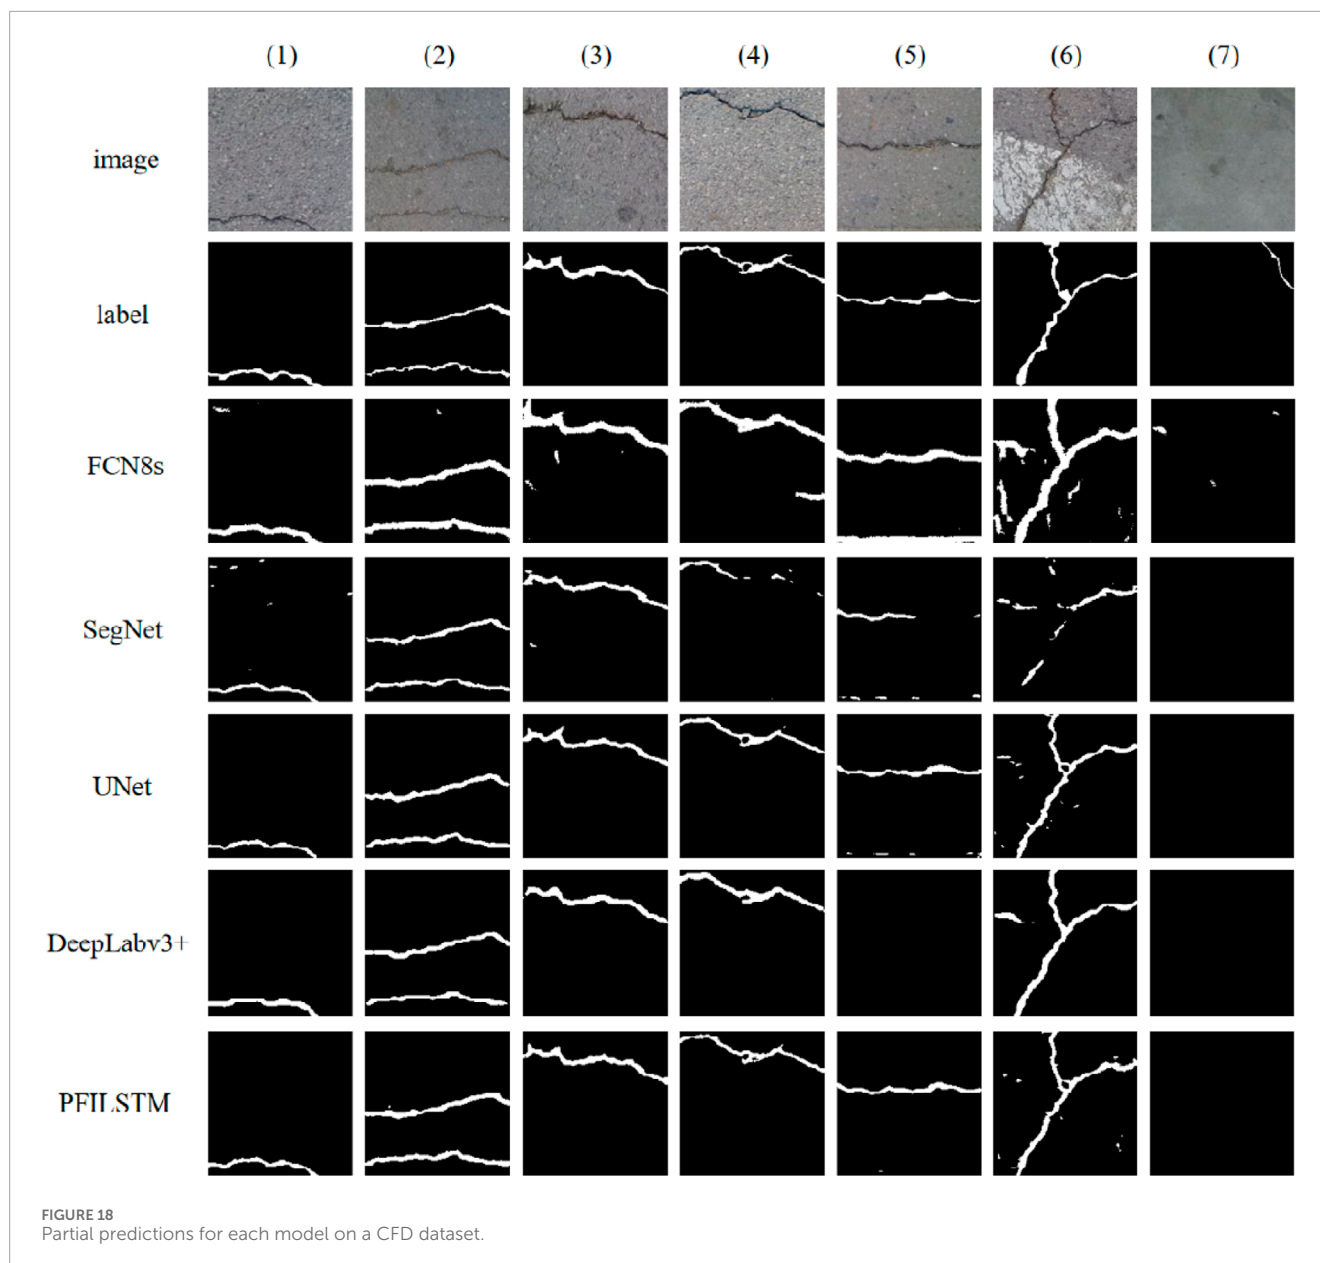 (1) (2) (3) (4) (5) (6) (7)
image
label
FCN8s
SegNet
UNet
DeepLabv3+
PFILSTM
FIGURE 18
Partial predictions for each model on a CFD dataset.